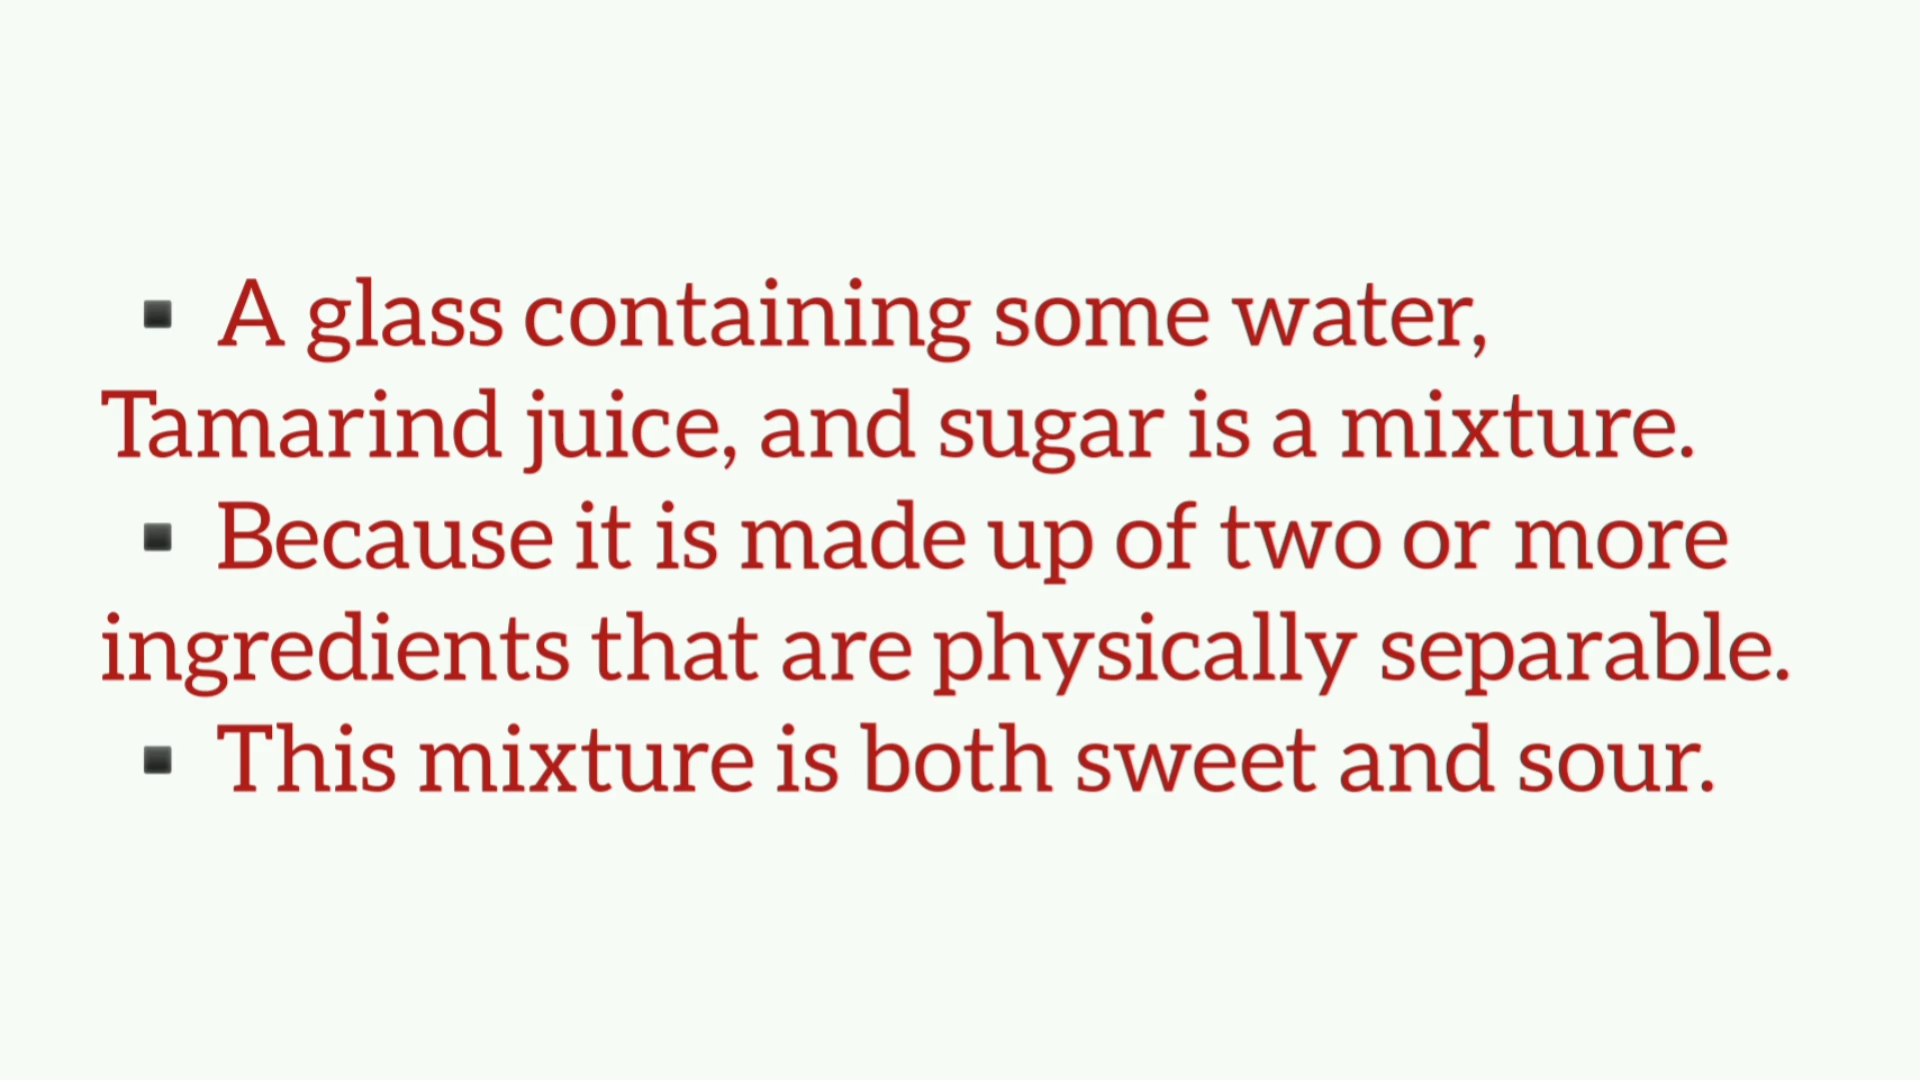 ▪ A glass containing some water,
Tamarind juice, and sugar is a mixture.
▪ Because it is made up of two or more
ingredients that are physically separable.
▪ This mixture is both sweet and sour.